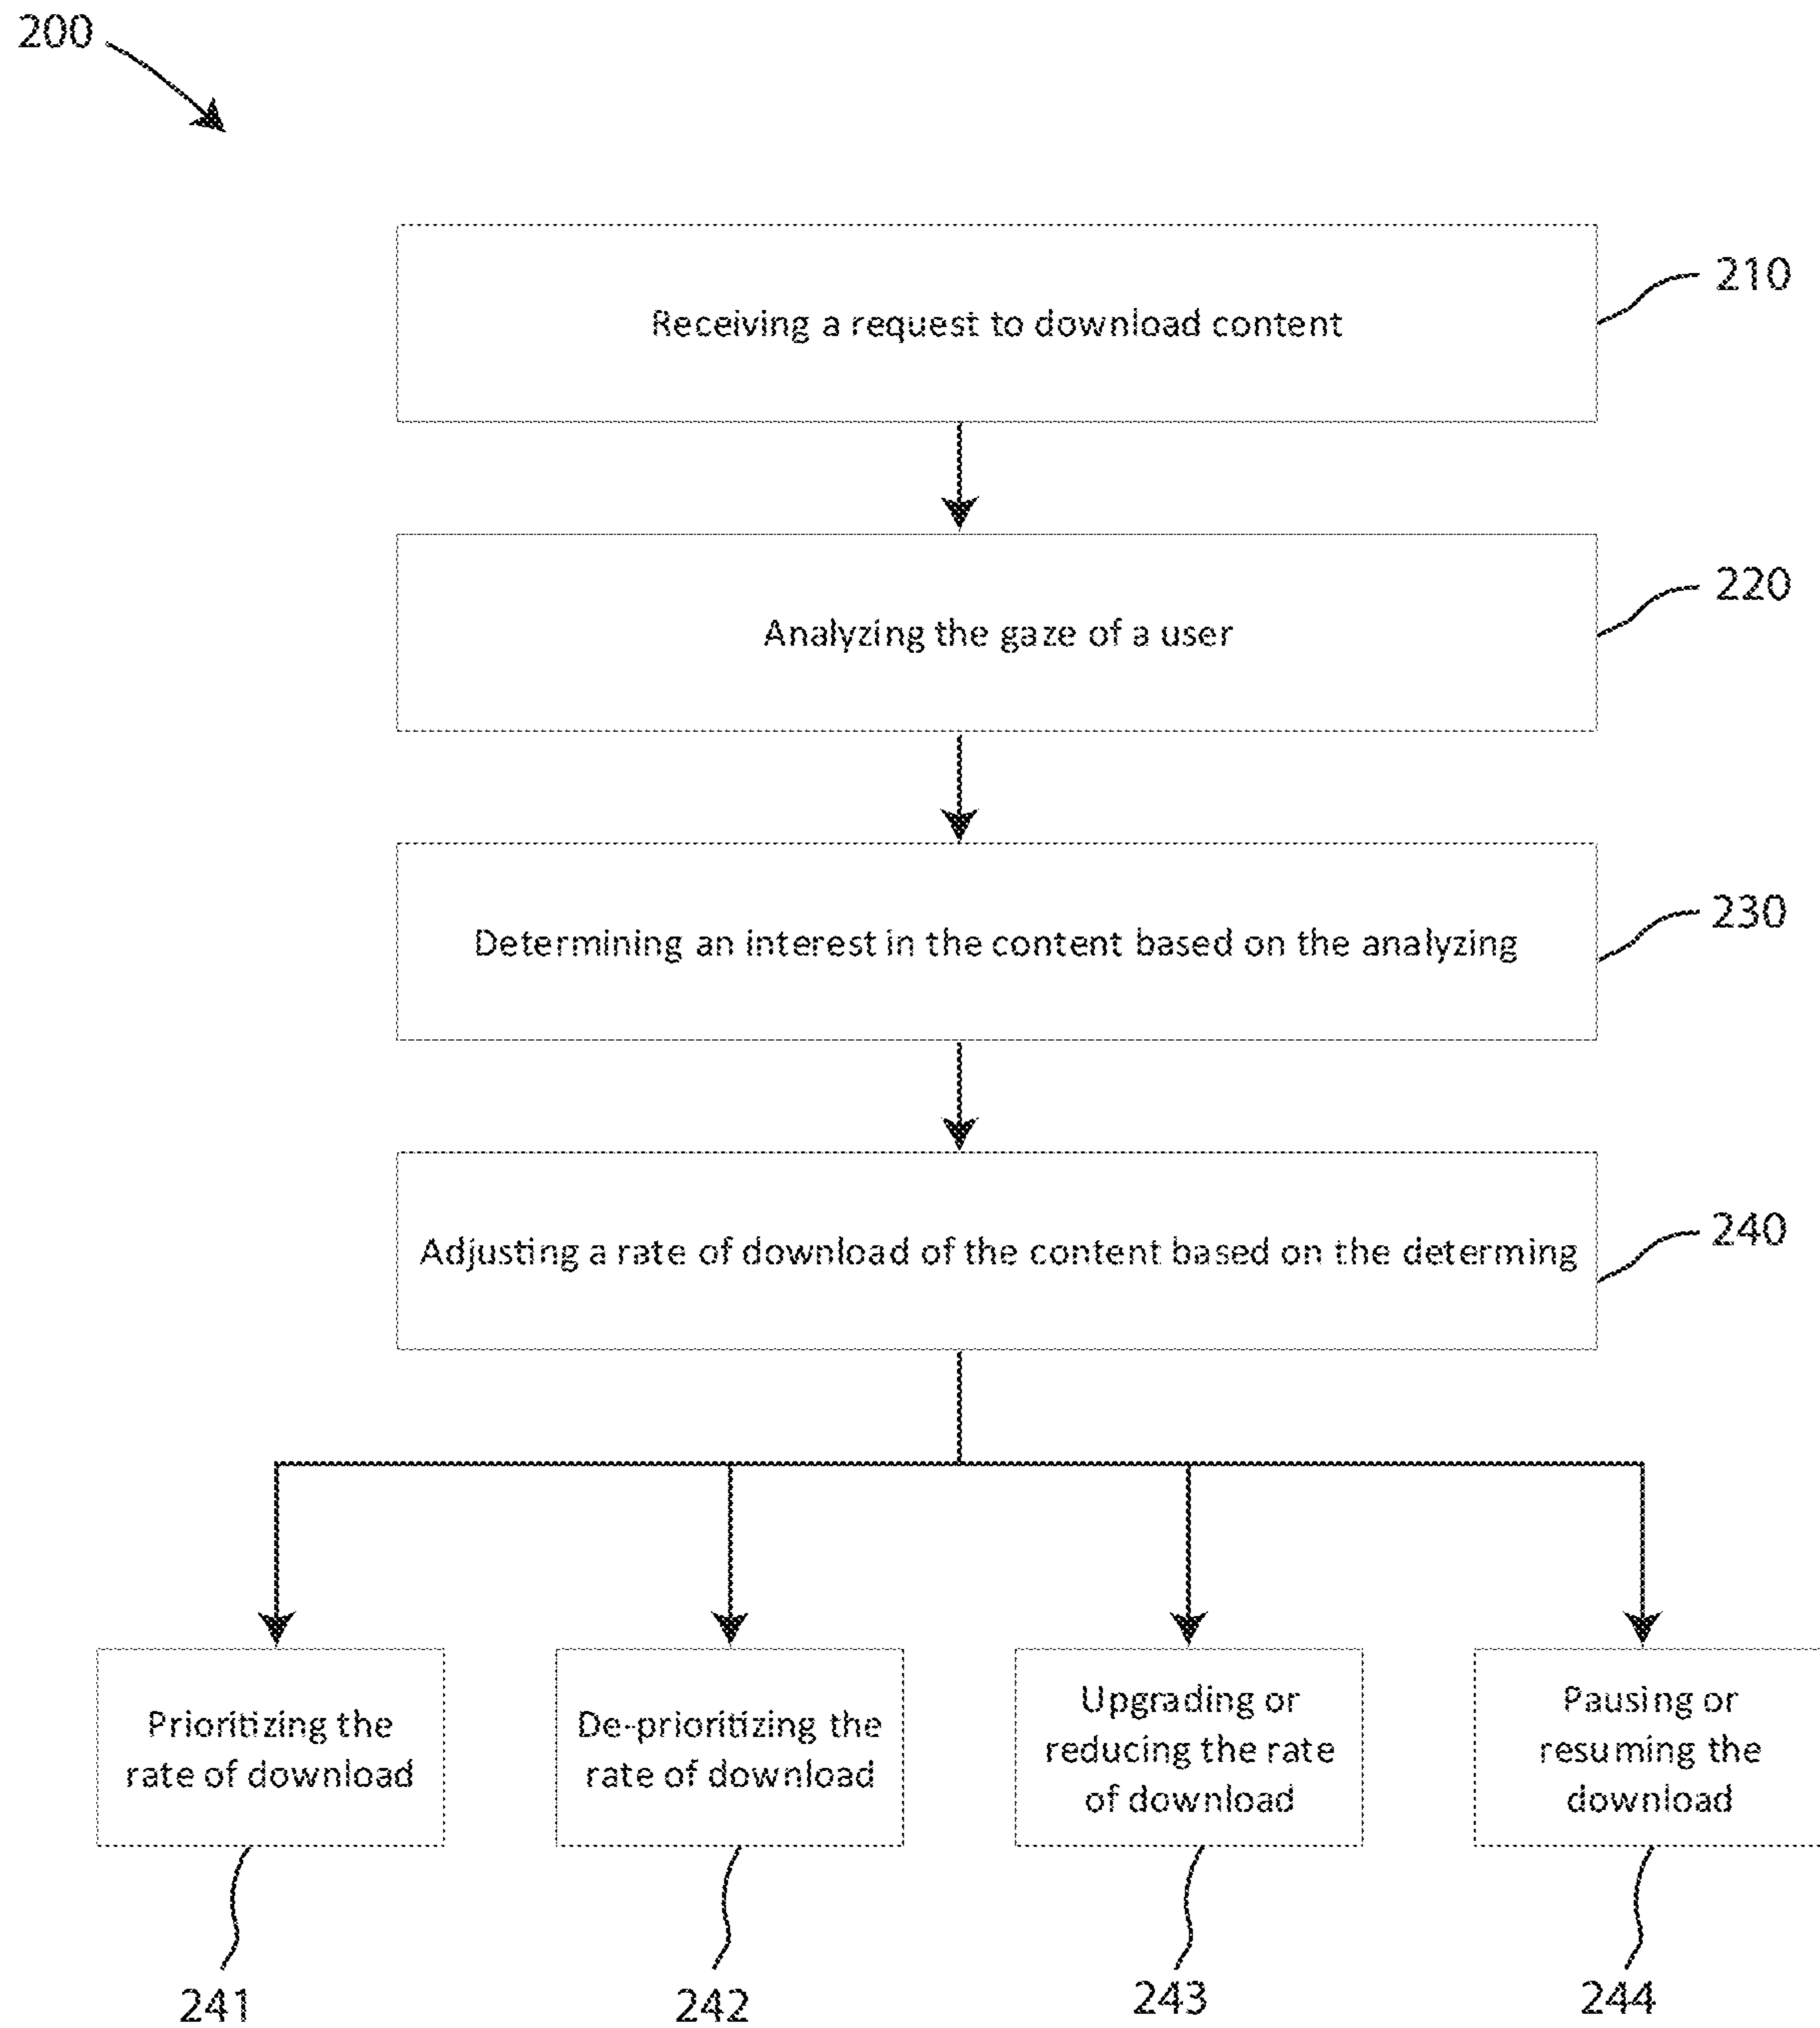 200
Receiving a request to download content
210
Analyzing the gaze of a user
220
Determining an interest in the content based on the analyzing
230
Adjusting a rate of download of the content based on the determing
240
Prioritizing the
rate of download
De-prioritizing the
rate of download
Upgrading or
reducing the rate
of download
Pausing or
resuming the
download
241
242
243
244